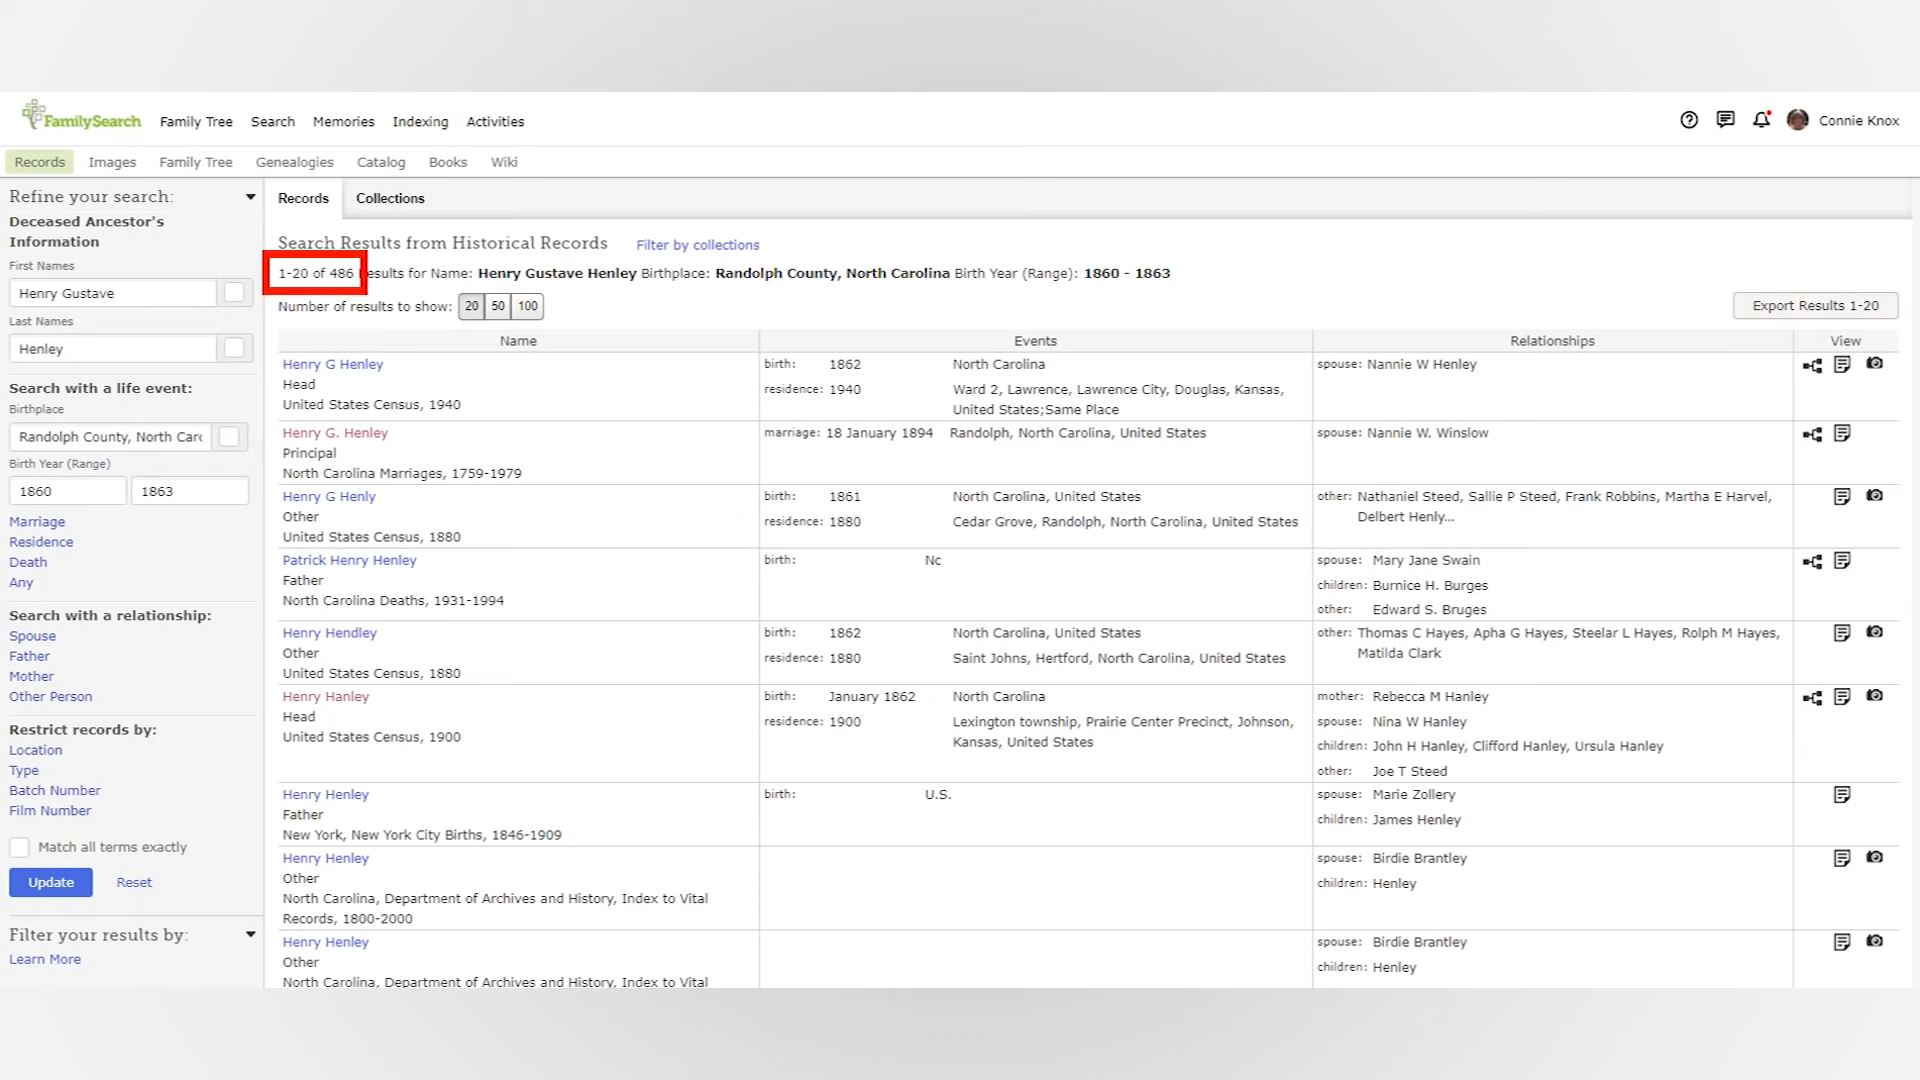 FamilySearch Family Tree Search Memories Indexing Activities Connie Knox
Records Images Family Tree Genealogies Catalog Books Wiki
Refine your search:
Deceased Ancestor's
Information
First Names
Henry Gustave
Last Names
Henley
Search with a life event:
Birthplace
Randolph County, North Car
Birth Year (Range)
1860 1863
Marriage
Residence
Death
Any
Search with a relationship:
Spouse
Father
Mother
Other Person
Restrict records by:
Location
Type
Batch Number
Film Number
Match all terms exactly
Update Reset
Filter your results by:
Learn More
Records Collections
Search Results from Historical Records Filter by collections
1-20 of 486 results for Name: Henry Gustave Henley Birthplace: Randolph County, North Carolina Birth Year (Range): 1860 - 1863
Number of results to show: 20 50 100 Export Results 1-20
Name Events Relationships View
Henry G Henley birth: 1862 North Carolina spouse: Nannie W Henley
Head residence: 1940 Ward 2, Lawrence, Lawrence City, Douglas, Kansas,
United States Census, 1940 United States;Same Place
Henry G. Henley marriage: 18 January 1894 Randolph, North Carolina, United States spouse: Nannie W. Winslow
Principal
North Carolina Marriages, 1759-1979
Henry G Henly birth: 1861 North Carolina, United States other: Nathaniel Steed, Sallie P Steed, Frank Robbins, Martha E Harvel,
Other residence: 1880 Cedar Grove, Randolph, North Carolina, United States Delbert Henly...
United States Census, 1880
Patrick Henry Henley birth: Nc spouse: Mary Jane Swain
Father children: Burnice H. Burges
North Carolina Deaths, 1931-1994 other: Edward S. Bruges
Henry Hendley birth: 1862 North Carolina, United States other: Thomas C Hayes, Apha G Hayes, Steelar L Hayes, Rolph M Hayes,
Other residence: 1880 Saint Johns, Hertford, North Carolina, United States Matilda Clark
United States Census, 1880
Henry Hanley birth: January 1862 North Carolina mother: Rebecca M Hanley
Head residence: 1900 Lexington township, Prairie Center Precinct, Johnson, spouse: Nina W Hanley
United States Census, 1900 Kansas, United States children: John H Hanley, Clifford Hanley, Ursula Hanley
other: Joe T Steed
Henry Henley birth: U.S. spouse: Marie Zollery
Father children: James Henley
New York, New York City Births, 1846-1909
Henry Henley spouse: Birdie Brantley
Other children: Henley
North Carolina, Department of Archives and History, Index to Vital
Records, 1800-2000
Henry Henley spouse: Birdie Brantley
Other children: Henley
North Carolina, Department of Archives and History, Index to Vital